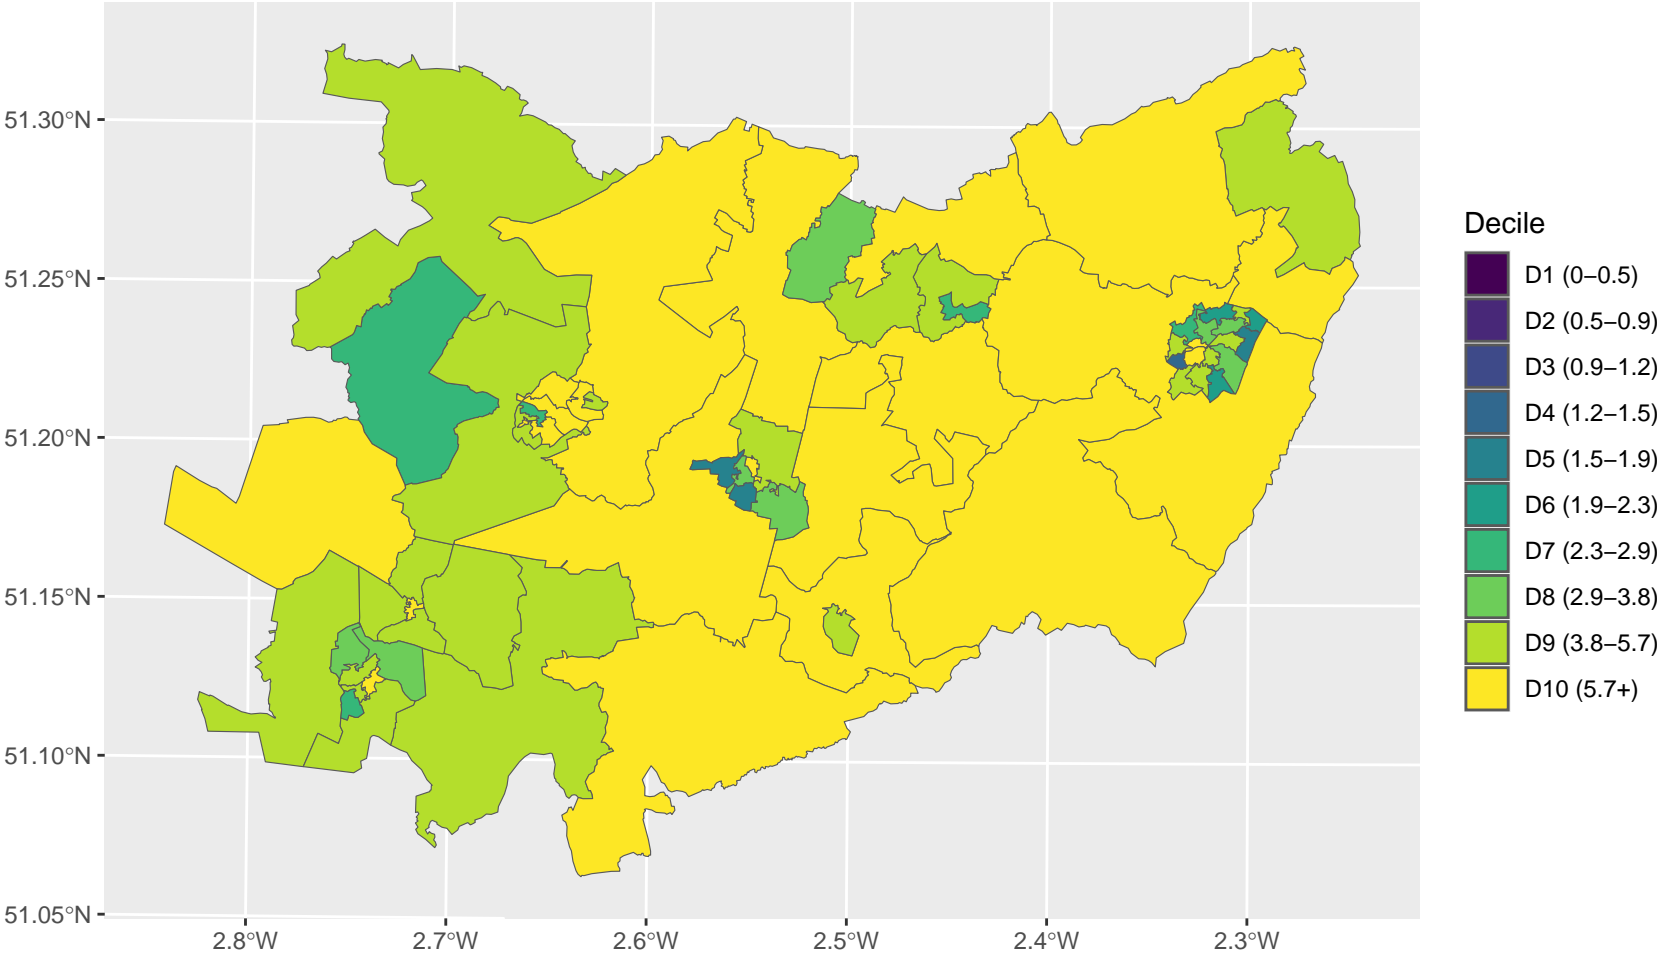 51.30°N
51.25°N
51.20°N
51.15°N
51.10°N
51.05°N
2.8°W
2.7°W
2.6°W
2.5°W
2.4°W
2.3°W
Decile
D1 (0−0.5)
D2 (0.5−0.9)
D3 (0.9−1.2)
D4 (1.2−1.5)
D5 (1.5−1.9)
D6 (1.9−2.3)
D7 (2.3−2.9)
D8 (2.9−3.8)
D9 (3.8−5.7)
D10 (5.7+)